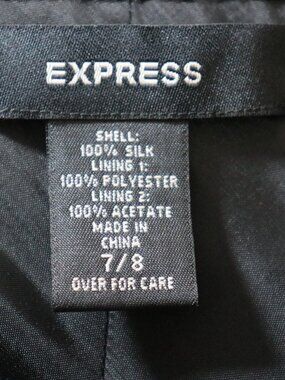 EXPRESS
SHELL:
100% SILK
LINING 1:
100% POLYESTER
LINING 2:
100% ACETATE
MADE IN
CHINA
7/8
OVER FOR CARE